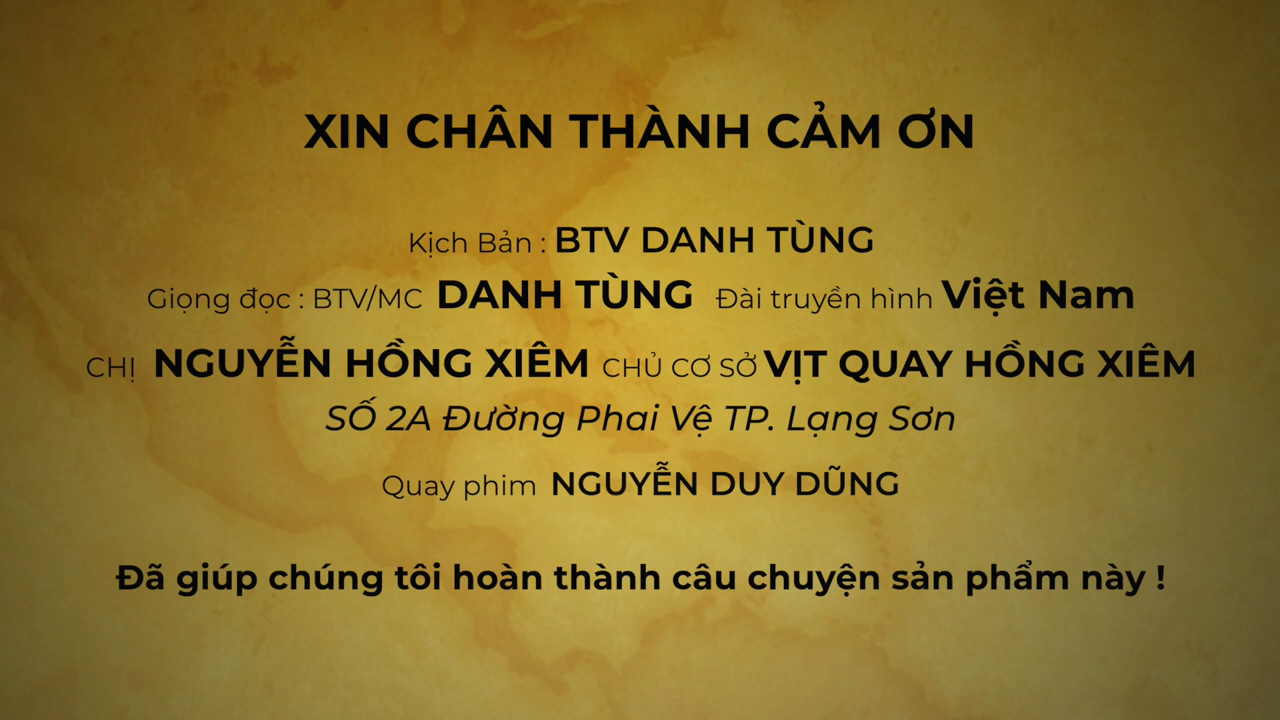 XIN CHÂN THÀNH CẢM ƠN
Kịch Bản : BTV DANH TÙNG
Giọng đọc : BTV/MC DANH TÙNG Đài truyền hình Việt Nam
CHỊ NGUYỄN HỒNG XIÊM CHỦ CƠ SỞ VỊT QUAY HỒNG XIÊM
SỐ 2A Đường Phai Vệ TP. Lạng Sơn
Quay phim NGUYỄN DUY DŨNG
Đã giúp chúng tôi hoàn thành câu chuyện sản phẩm này !